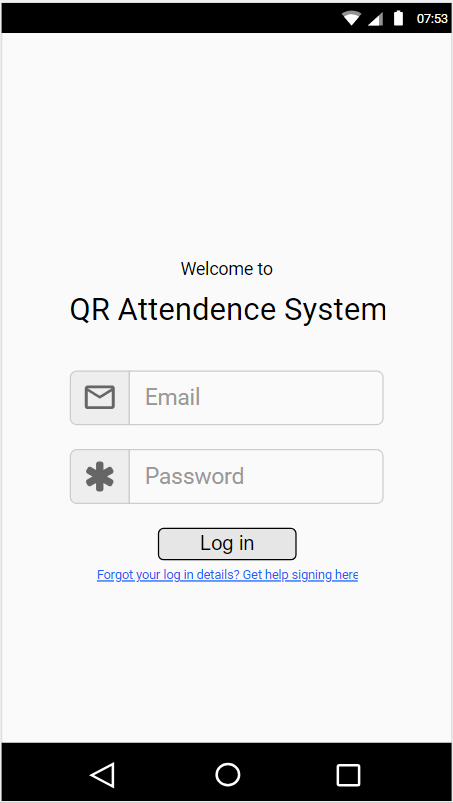 07:53
Welcome to
QR Attendence System
Email
Password
Log in
Forgot your log in details? Get help signing here